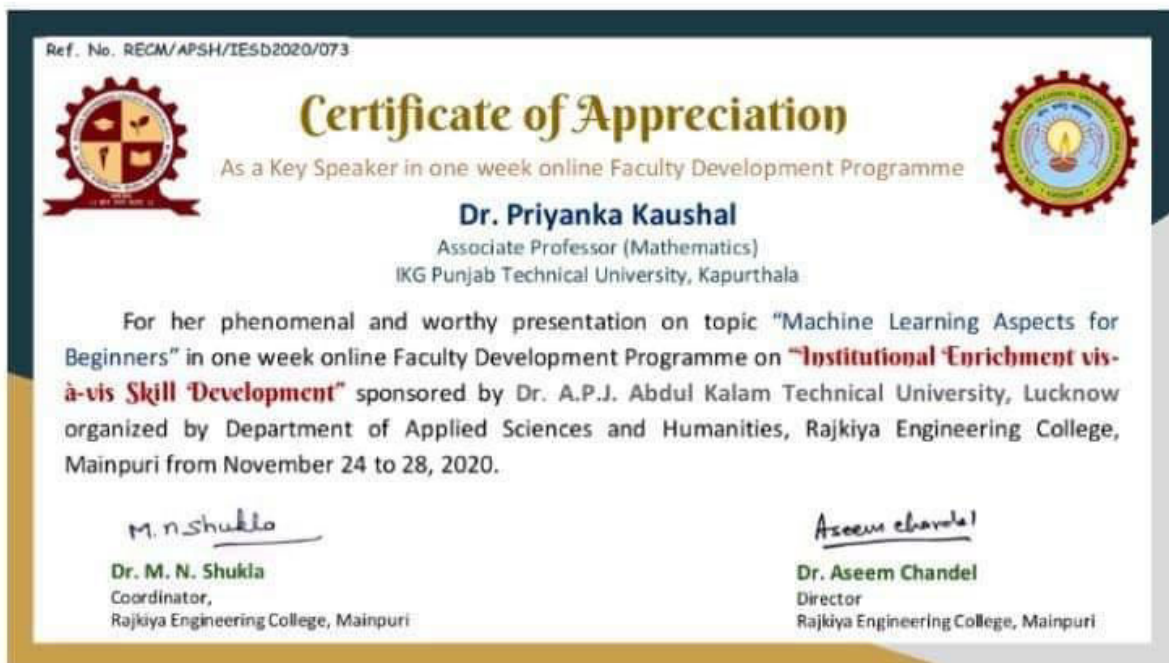 Ref. No. RECM/APSH/IESD2020/073
Certificate of Appreciation
As a Key Speaker in one week online Faculty Development Programme
Dr. Priyanka Kaushal
Associate Professor (Mathematics)
IKG Punjab Technical University, Kapurthala
For her phenomenal and worthy presentation on topic “Machine Learning Aspects for
Beginners” in one week online Faculty Development Programme on “Institutional Enrichment vis-
à-vis Skill Development” sponsored by Dr. A.P.J. Abdul Kalam Technical University, Lucknow
organized by Department of Applied Sciences and Humanities, Rajkiya Engineering College,
Mainpuri from November 24 to 28, 2020.
M. n Shukla
Aseem chandel
Dr. M. N. Shukla
Coordinator,
Rajkiya Engineering College, Mainpuri
Dr. Aseem Chandel
Director
Rajkiya Engineering College, Mainpuri